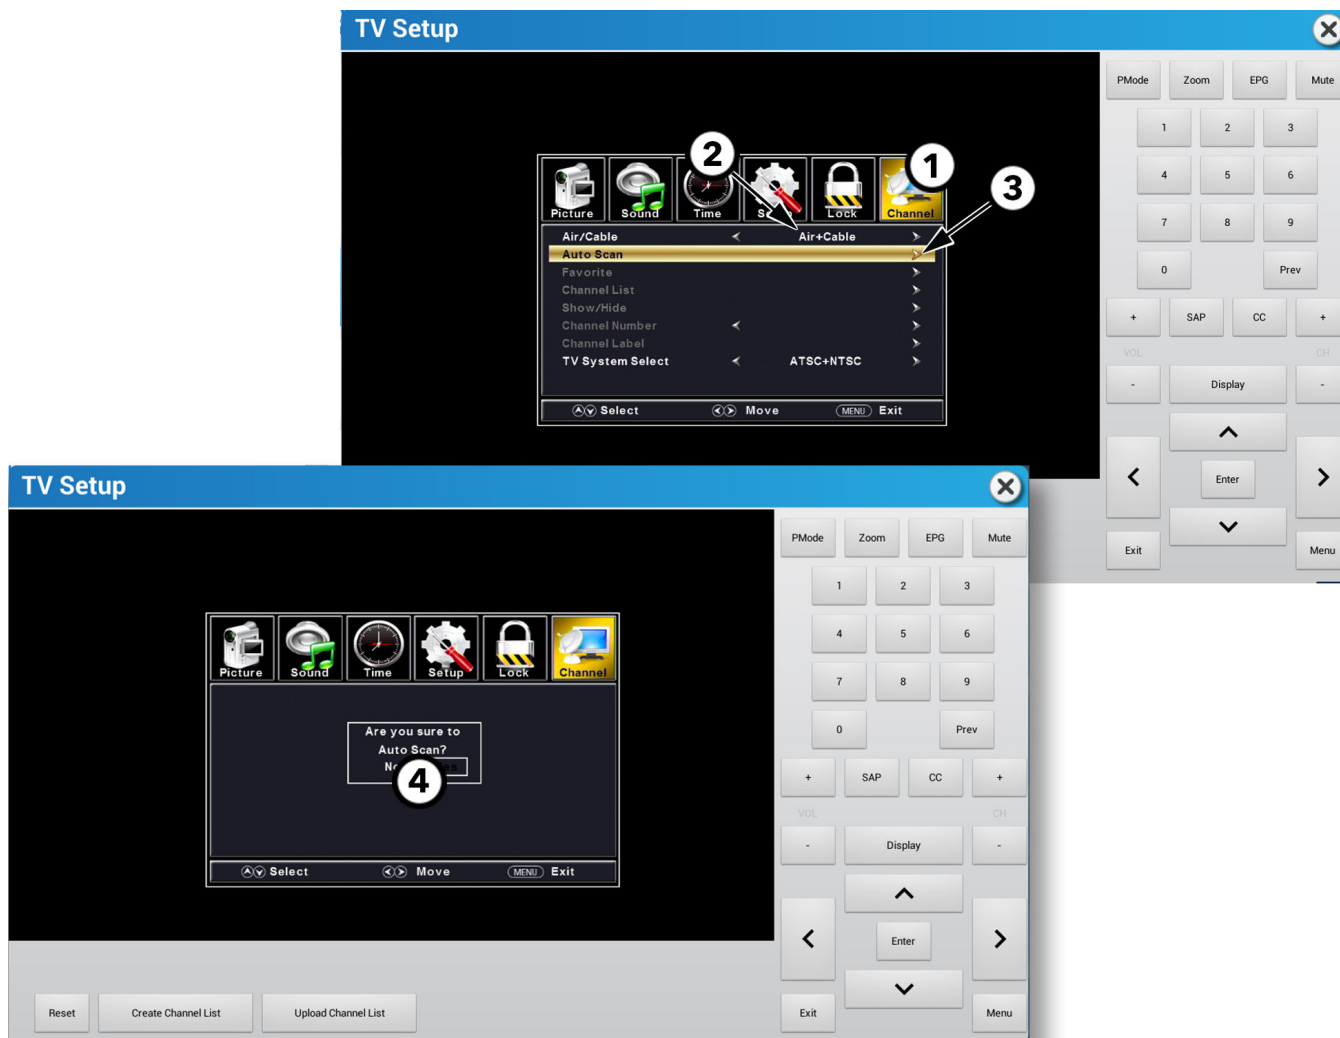 TV Setup
PMode Zoom EPG Mute
1 2 3
4 5 6
7 8 9
0 Prev
+ SAP CC +
VOL CH
- Display -
Enter
Exit Menu
2
1
3
Picture Sound Time Lock Channel
Air/Cable Air+Cable
Auto Scan
Favorite
Channel List
Show/Hide
Channel Number
Channel Label
TV System Select ATSC+NTSC
Select Move MENU Exit
TV Setup
PMode Zoom EPG Mute
1 2 3
4 5 6
7 8 9
0 Prev
+ SAP CC +
VOL CH
- Display -
Enter
Exit Menu
Picture Sound Time Setup Lock Channel
Are you sure to
Auto Scan?
4
Select Move MENU Exit
Reset Create Channel List Upload Channel List